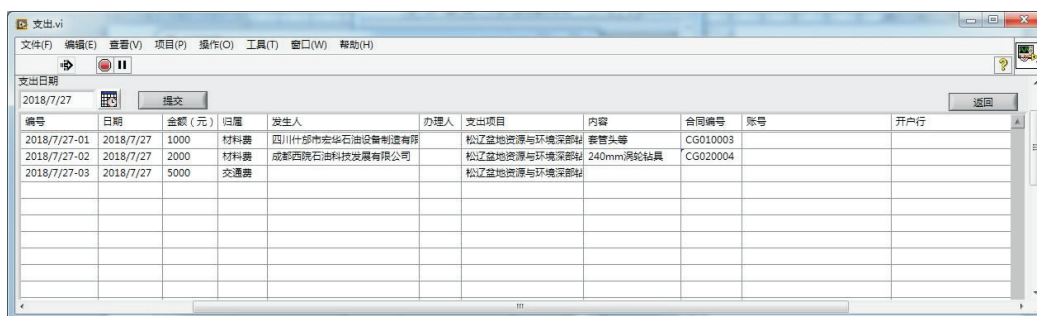 支出.vi
文件(F) 编辑(E) 查看(V) 项目(P) 操作(O) 工具(T) 窗口(W) 帮助(H)
支出日期
2018/7/27 提交 返回
编号 日期 金额（元） 归属 发生人 办理人 支出项目 内容 合同编号 账号 开户行
2018/7/27-01 2018/7/27 1000 材料费 四川什邡市宏华石油设备制造有限 松辽盆地资源与环境深部钻 套管头等 CG010003
2018/7/27-02 2018/7/27 2000 材料费 成都西院石油科技发展有限公司 松辽盆地资源与环境深部钻 240mm涡轮钻具 CG020004
2018/7/27-03 2018/7/27 5000 交通费 松辽盆地资源与环境深部钻